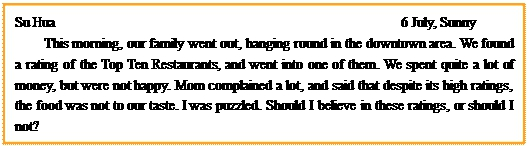 Su Hua 6 July, Sunny
This morning, our family went out, hanging round in the downtown area. We found
a rating of the Top Ten Restaurants, and went into one of them. We spent quite a lot of
money, but were not happy. Mom complained a lot, and said that despite its high ratings,
the food was not to our taste. I was puzzled. Should I believe in these ratings, or should I
not?